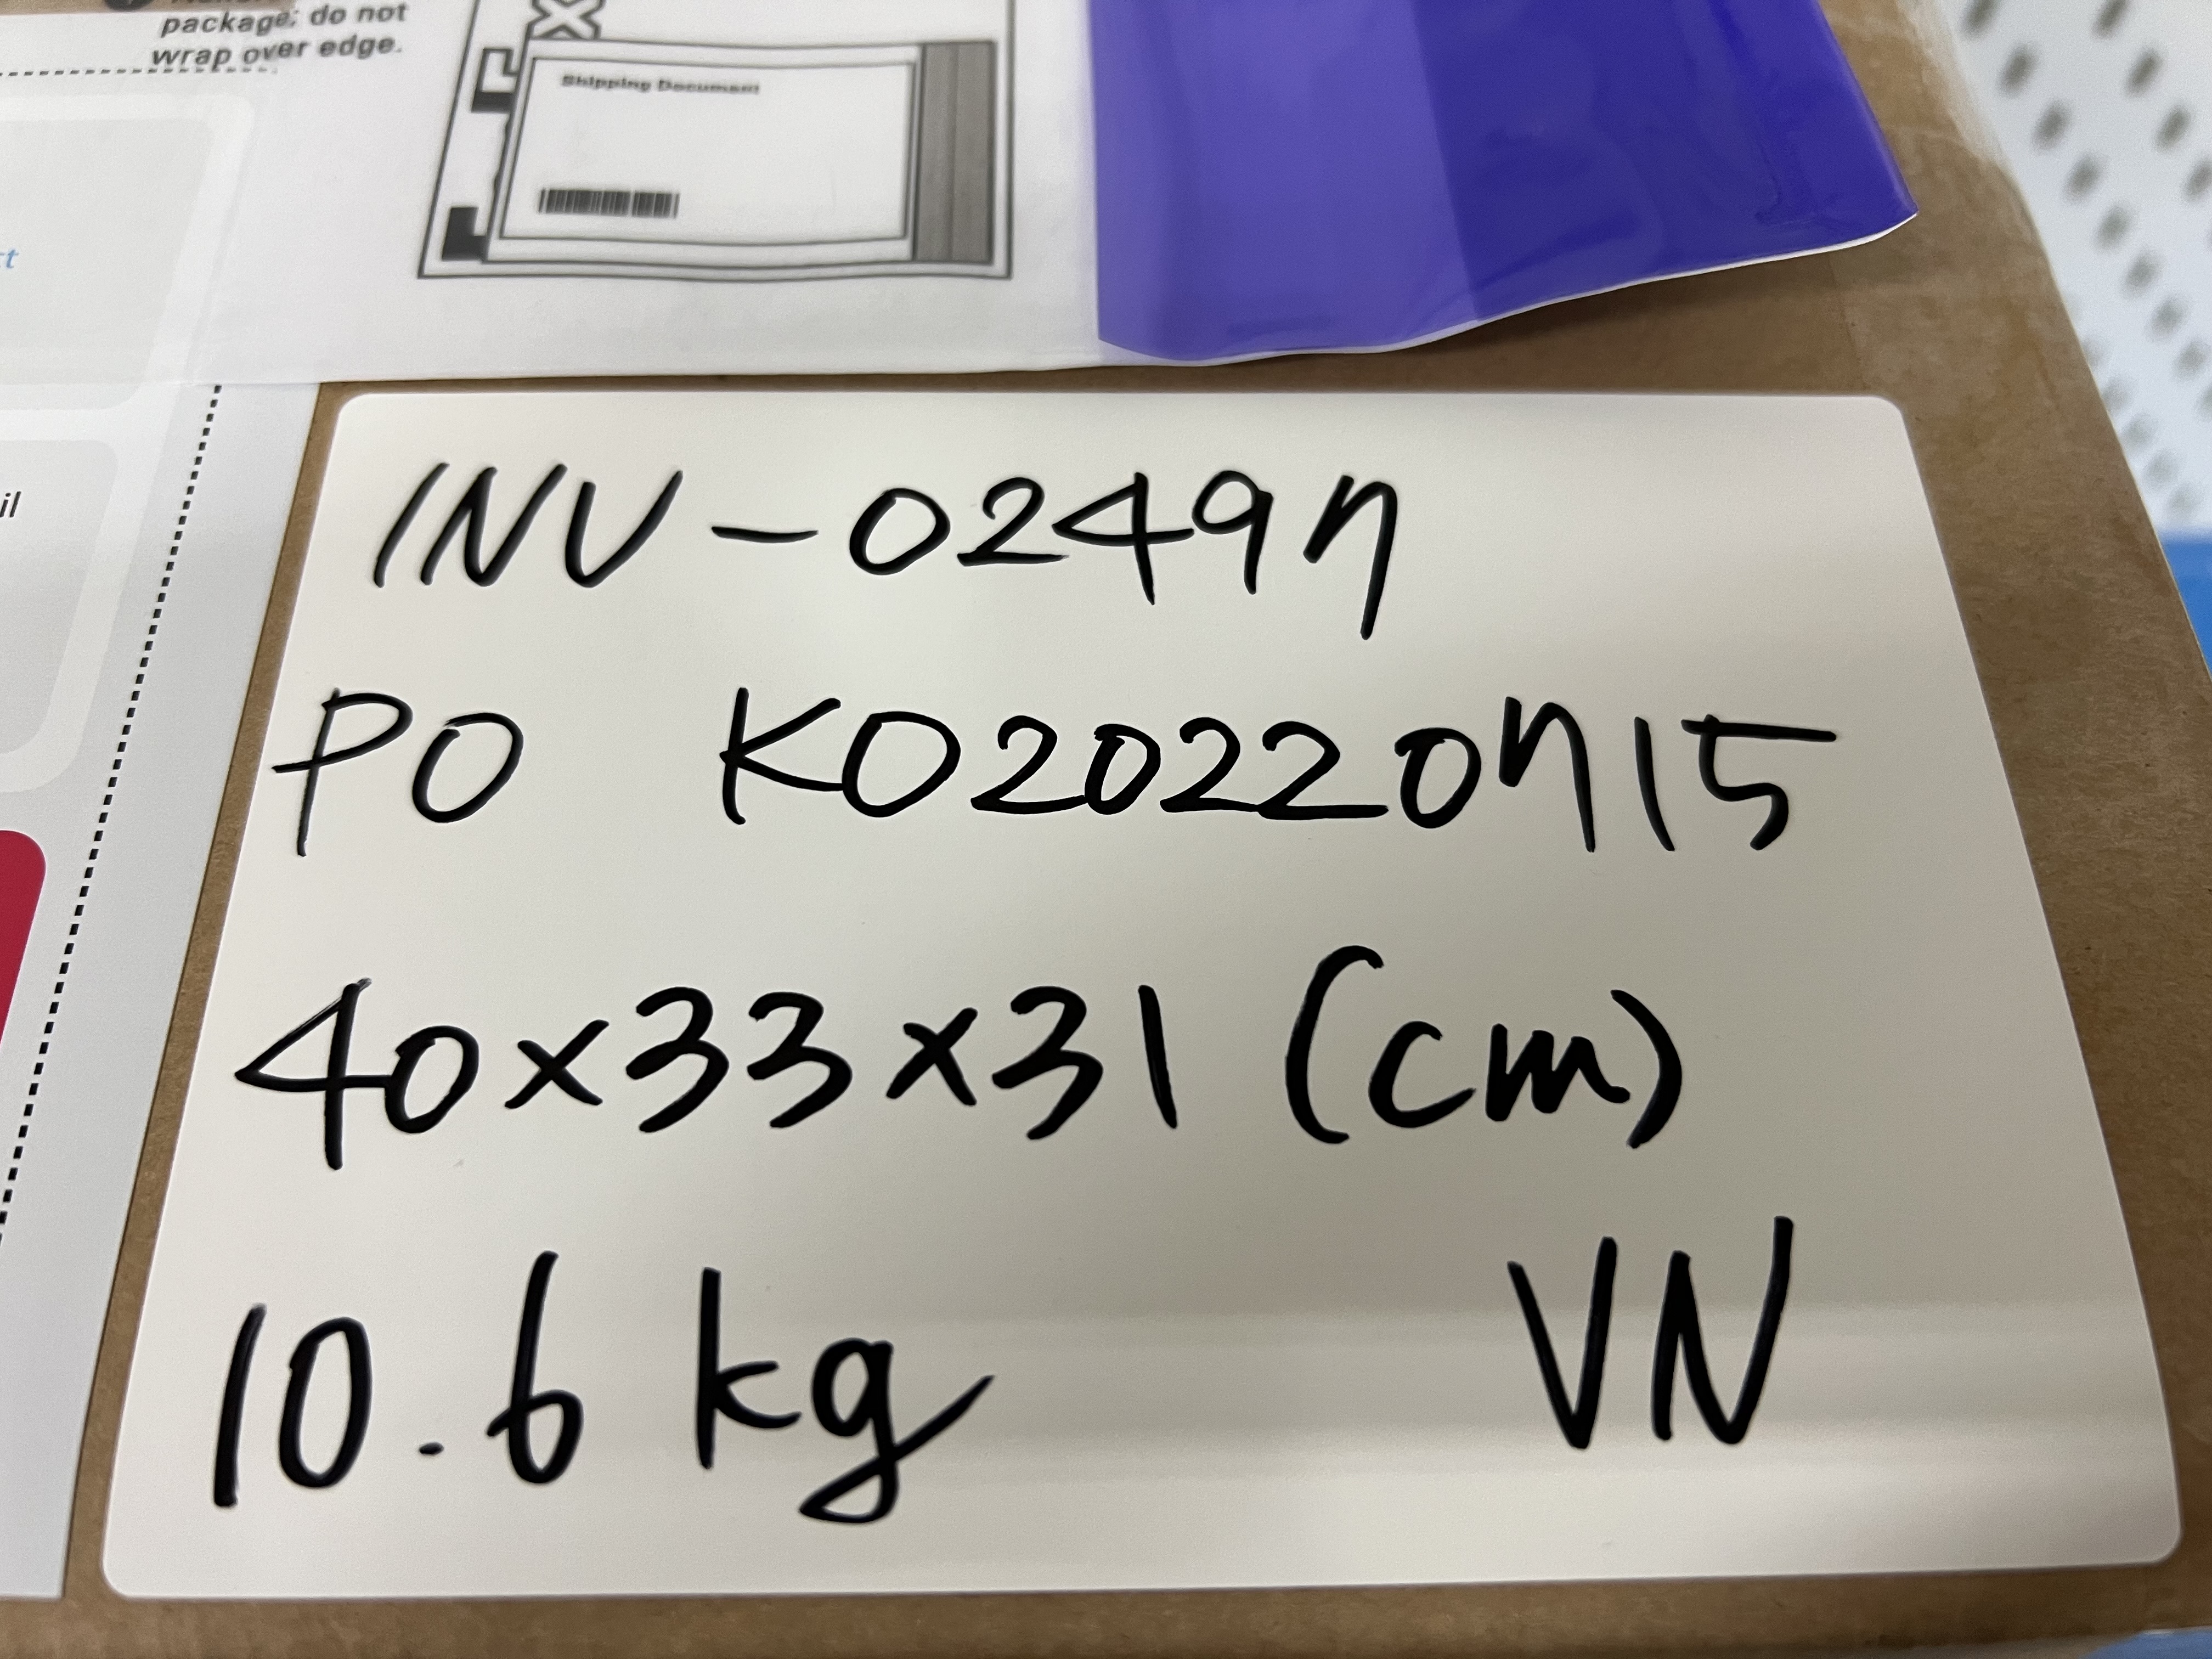 package; do not
wrap over edge.
Shipping Document
INV-02497
PO KO20220715
40x33x31 (cm)
10.6 kg VN